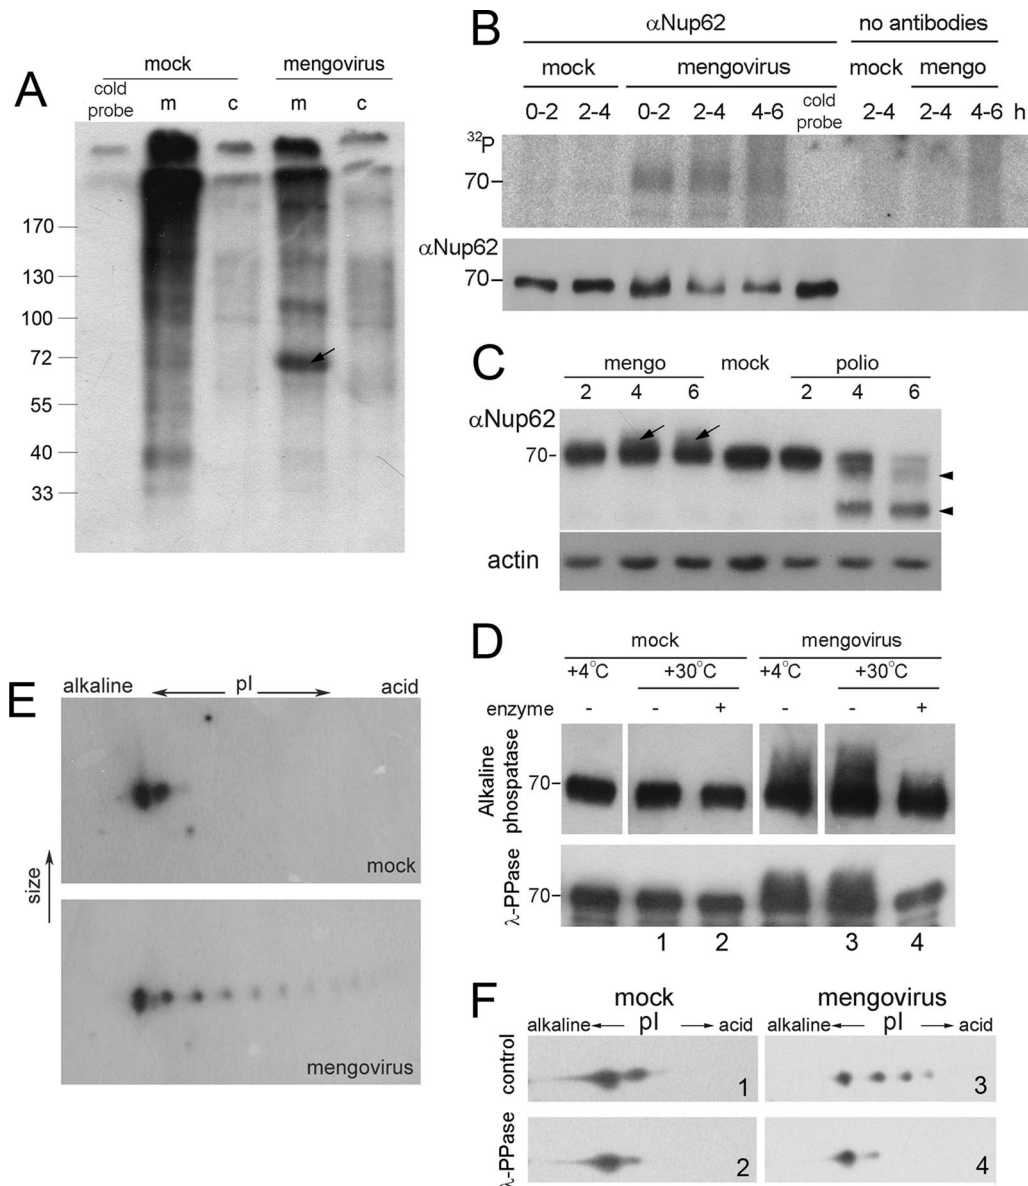 A
mock mengovirus
cold probe m c m c
170
130
100
72
55
40
33
B
αNup62 no antibodies
mock mengovirus mock mengo
0-2 2-4 0-2 2-4 4-6 cold probe 2-4 2-4 4-6 h
32P
70
αNup62
70
C
mengo mock polio
2 4 6 2 4 6
αNup62
70-
actin
D
mock mengovirus
+4°C +30°C +4°C +30°C
enzyme - - + - - +
Alkaline phospatase
70-
λ-PPase
70-
1 2 3 4
E
alkaline pI acid
size
mock
mengovirus
F
mock mengovirus
alkaline pI acid alkaline pI acid
control
1 3
λ-PPase
2 4